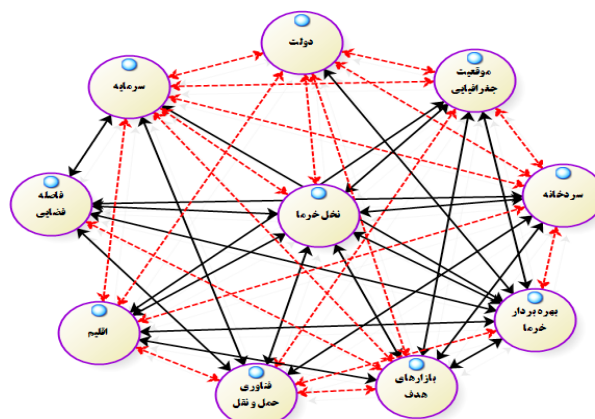 دولت
سرمایه
موقعیت
جغرافیایی
فاصله
فضایی
نخل خرما
سردخانه
اقلیم
بهره بردار
خرما
فناوری
حمل و نقل
بازارهای
هدف